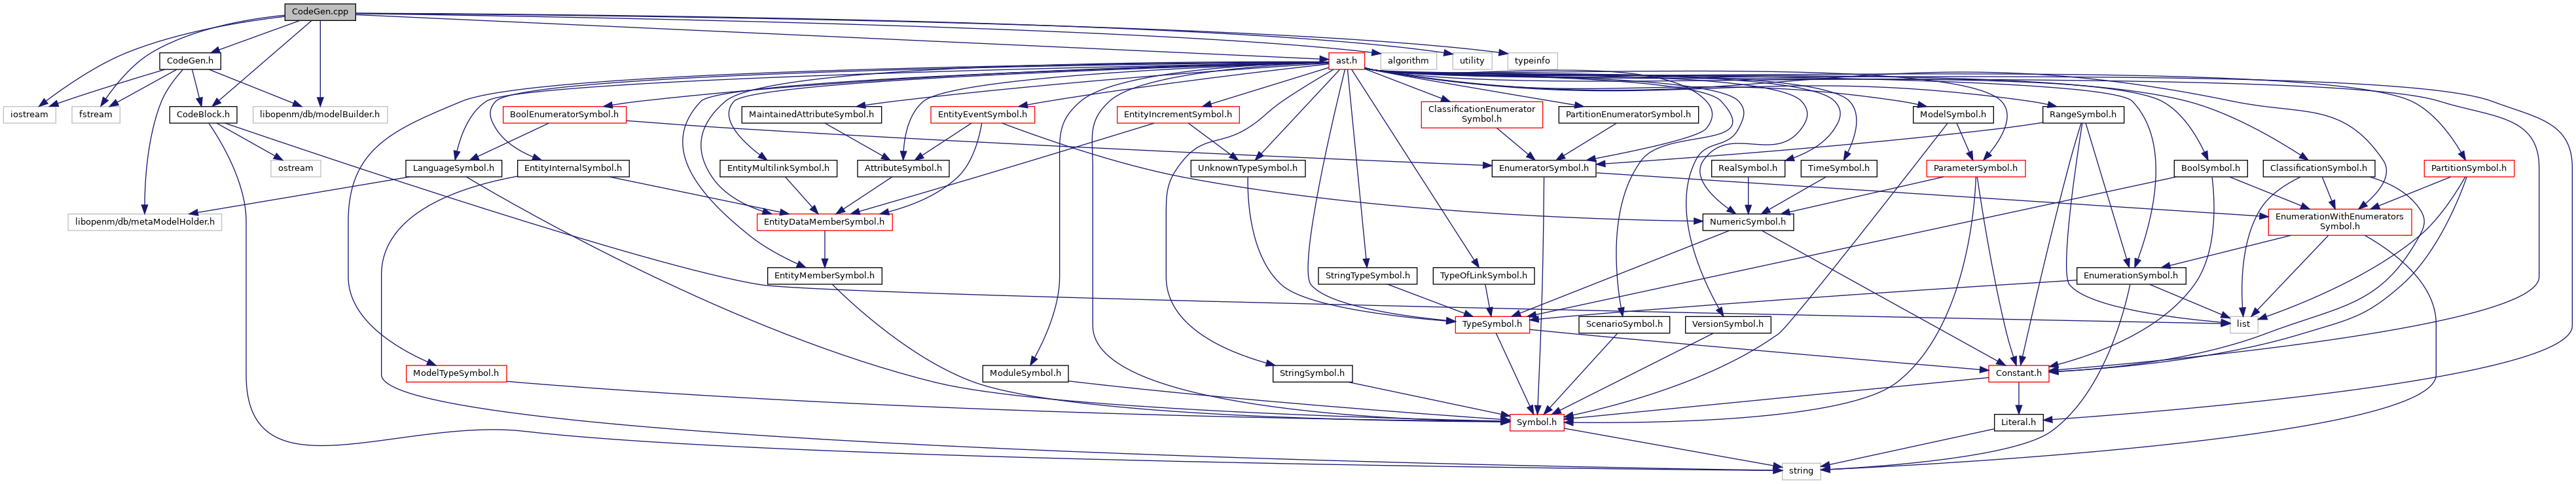 CodeGen.cpp
CodeGen.h
ast.h
algorithm
utility
typeinfo
iostream
fstream
CodeBlock.h
libopenm/db/modelBuilder.h
BoolEnumeratorSymbol.h
MaintainedAttributeSymbol.h
EntityEventSymbol.h
EntityIncrementSymbol.h
ClassificationEnumerator
Symbol.h
PartitionEnumeratorSymbol.h
ModelSymbol.h
RangeSymbol.h
ostream
LanguageSymbol.h
EntityInternalSymbol.h
EntityMultilinkSymbol.h
AttributeSymbol.h
UnknownTypeSymbol.h
EnumeratorSymbol.h
RealSymbol.h
TimeSymbol.h
ParameterSymbol.h
BoolSymbol.h
ClassificationSymbol.h
PartitionSymbol.h
libopenm/db/metaModelHolder.h
EntityDataMemberSymbol.h
NumericSymbol.h
EnumerationWithEnumerators
Symbol.h
EntityMemberSymbol.h
StringTypeSymbol.h
TypeOfLinkSymbol.h
EnumerationSymbol.h
TypeSymbol.h
ScenarioSymbol.h
VersionSymbol.h
list
ModelTypeSymbol.h
ModuleSymbol.h
StringSymbol.h
Constant.h
Symbol.h
Literal.h
string